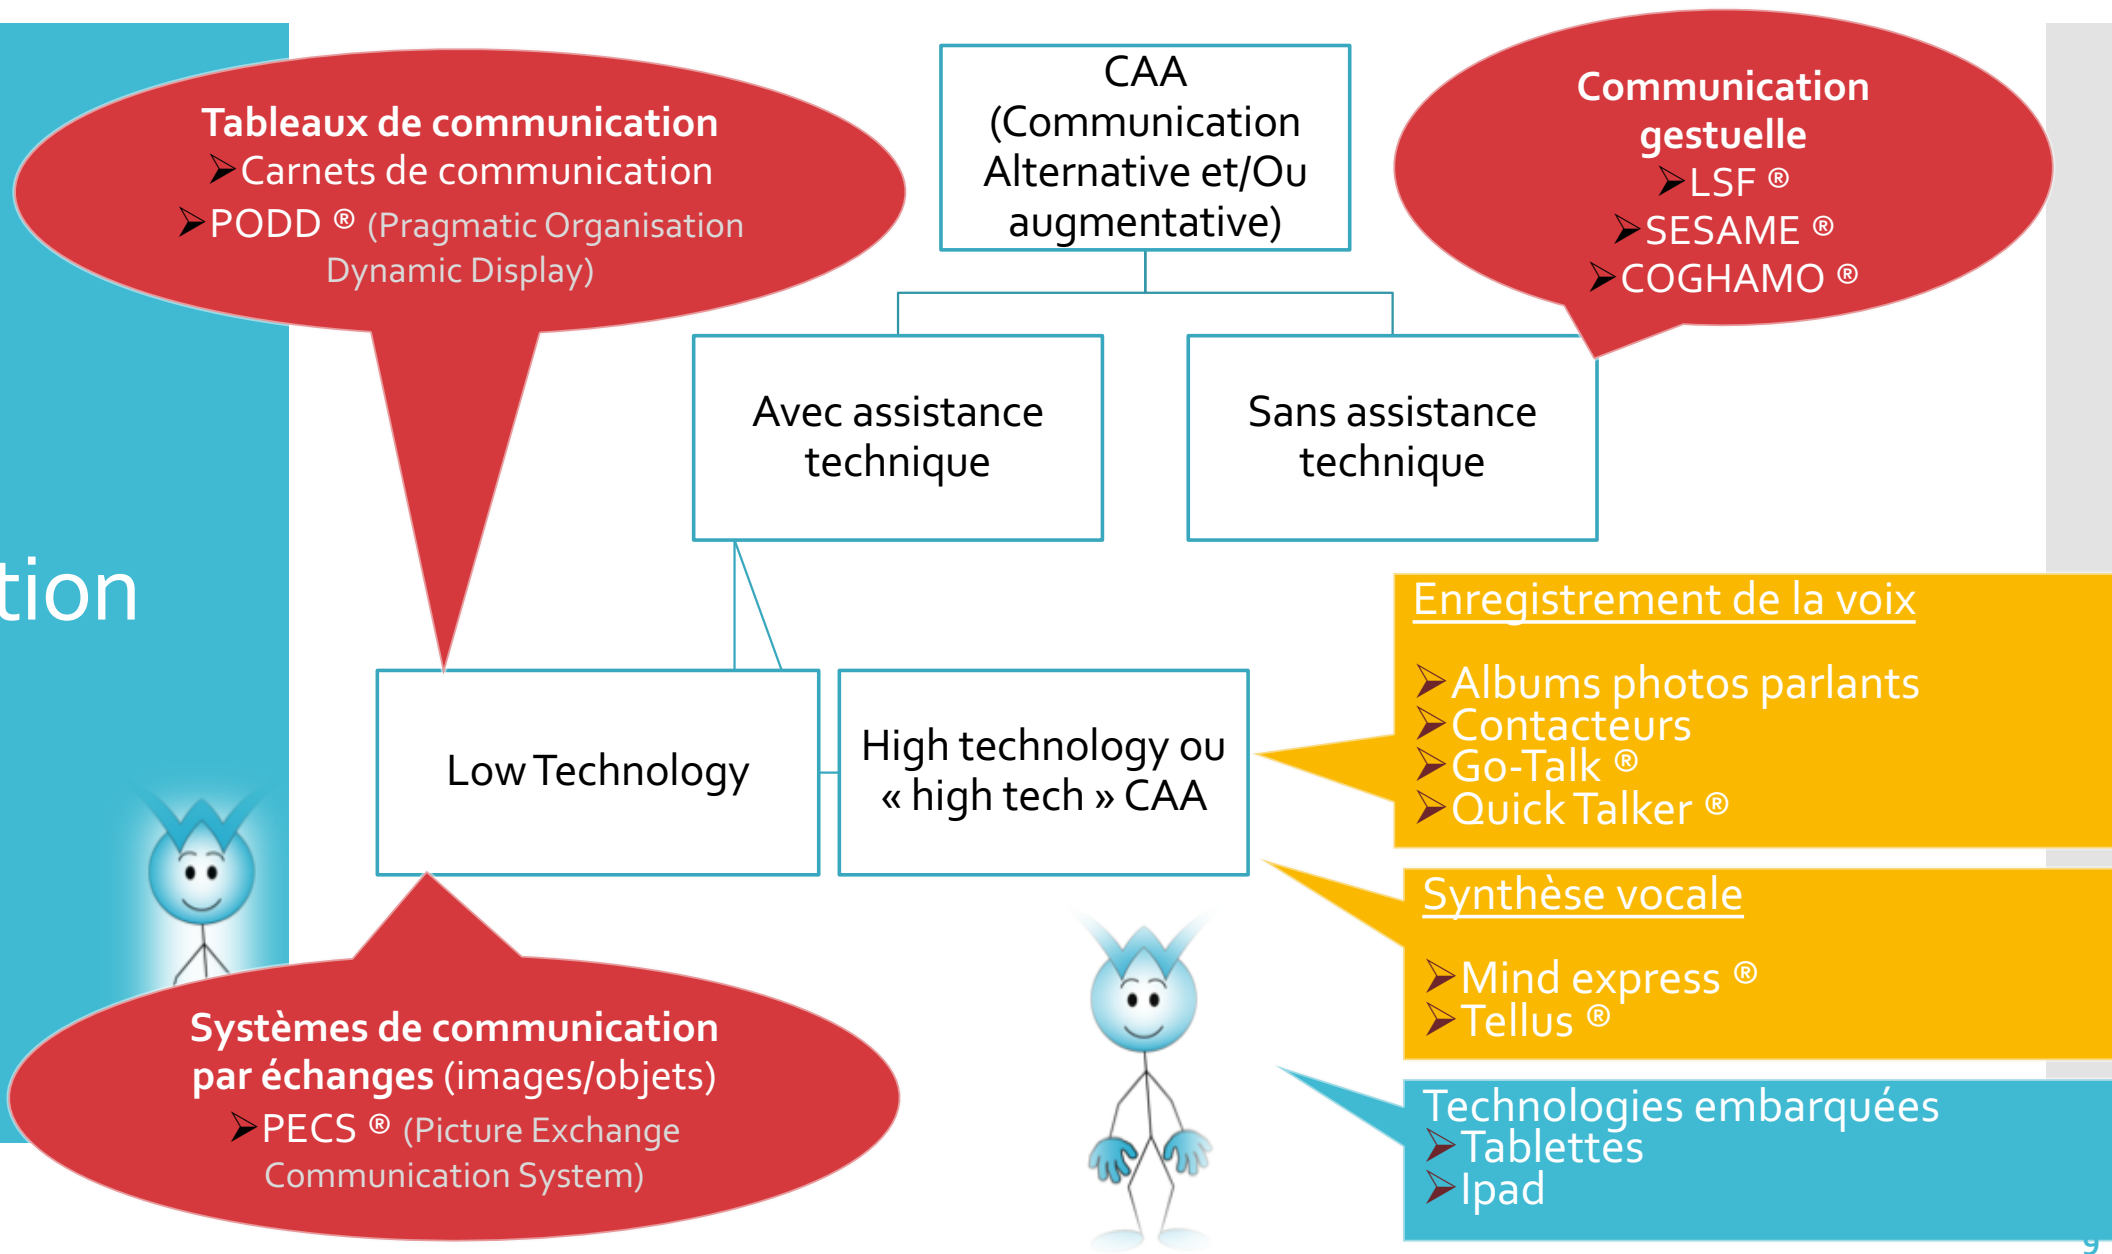 Tableaux de communication
➢Carnets de communication
➢PODD ® (Pragmatic Organisation
Dynamic Display)
CAA
(Communication
Alternative et/Ou
augmentative)
Communication
gestuelle
➢LSF ®
➢SESAME ®
➢COGHAMO ®
Avec assistance
technique
Sans assistance
technique
tion
Low Technology
High technology ou
« high tech » CAA
Enregistrement de la voix
➢Albums photos parlants
➢Contacteurs
➢Go-Talk ®
➢Quick Talker ®
Synthèse vocale
➢Mind express ®
➢Tellus ®
Systèmes de communication
par échanges (images/objets)
➢PECS ® (Picture Exchange
Communication System)
Technologies embarquées
➢Tablettes
➢Ipad
9